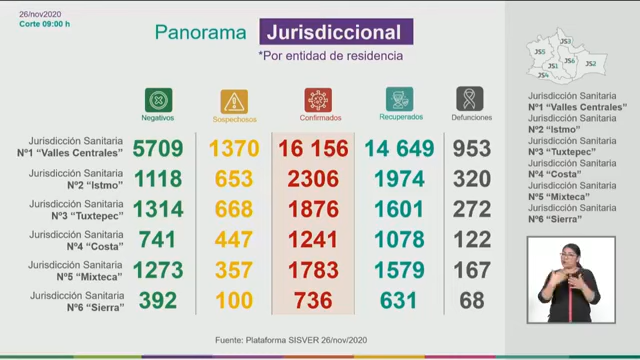 26/nov2020
Corte 09:00 h
Panorama Jurisdiccional
*Por entidad de residencia
Negativos Sospechosos Confirmados Recuperados Defunciones
Jurisdicción Sanitaria
Nº1 “Valles Centrales” 5709 1370 16 156 14 649 953
Jurisdicción Sanitaria
Nº2 “Istmo” 1118 653 2306 1974 320
Jurisdicción Sanitaria
Nº3 “Tuxtepec” 1314 668 1876 1601 272
Jurisdicción Sanitaria
Nº4 “Costa” 741 447 1241 1078 122
Jurisdicción Sanitaria
Nº5 “Mixteca” 1273 357 1783 1579 167
Jurisdicción Sanitaria
Nº6 “Sierra” 392 100 736 631 68
Fuente: Plataforma SISVER 26/nov/2020
JS3
JS5
JS1 JS6 JS2
JS4
Jurisdicción Sanitaria
Nº1 “Valles Centrales”
Jurisdicción Sanitaria
Nº2 “Istmo”
Jurisdicción Sanitaria
Nº3 “Tuxtepec”
Jurisdicción Sanitaria
Nº4 “Costa”
Jurisdicción Sanitaria
Nº5 “Mixteca”
Jurisdicción Sanitaria
Nº6 “Sierra”